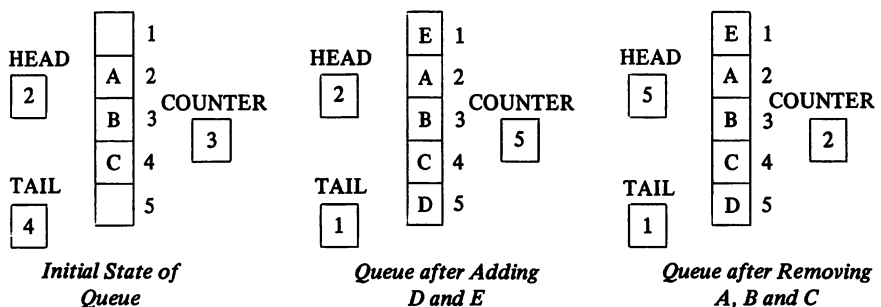 1
HEAD
2
A 2
B 3
COUNTER
3
C 4
TAIL
4
5
Initial State of
Queue
E 1
HEAD
2
A 2
B 3
COUNTER
5
C 4
TAIL
1
D 5
Queue after Adding
D and E
E 1
HEAD
5
A 2
B 3
COUNTER
2
C 4
TAIL
1
D 5
Queue after Removing
A, B and C